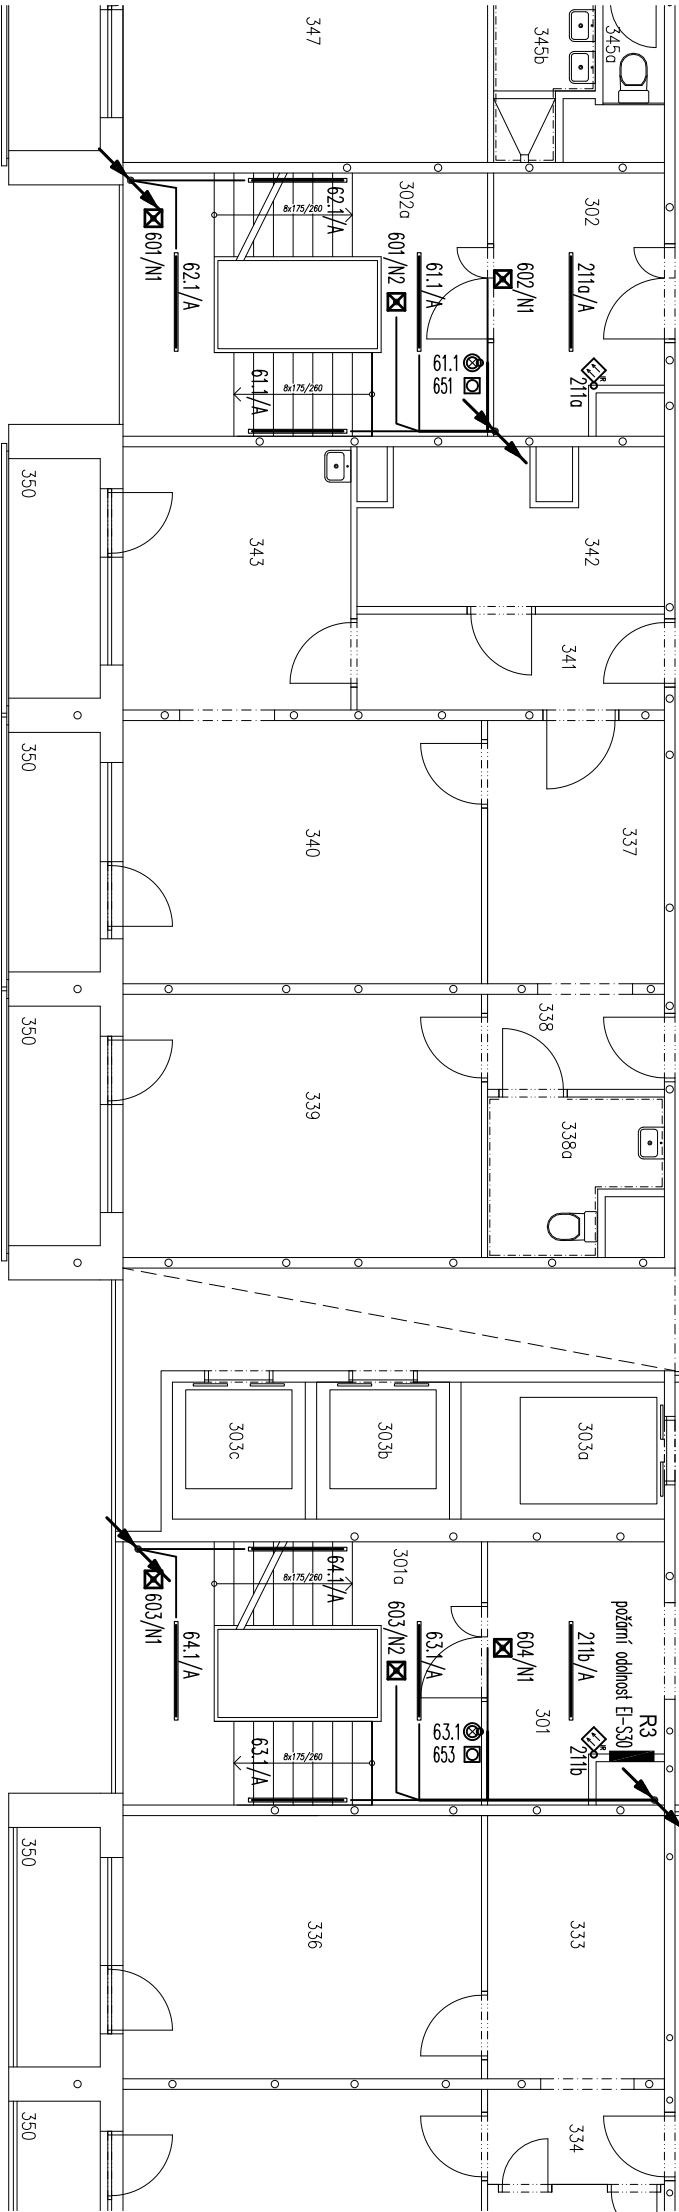 347
345b
345a
302a
302
8x175/260
62.1/A
601/N1
62.1/A
601/N2
61.1/A
602/N1
211a/A
61.1
651
211a
61.1/A
8x175/260
350
343
342
341
350
340
337
338
350
339
338a
303c
303b
303a
301a
8x175/260
64.1/A
603/N1
64.1/A
603/N2
63.1/A
604/N1
211b/A
požární odolnost EI-S30
R3
301
63.1
653
211b
63.1/A
8x175/260
350
336
333
334
350